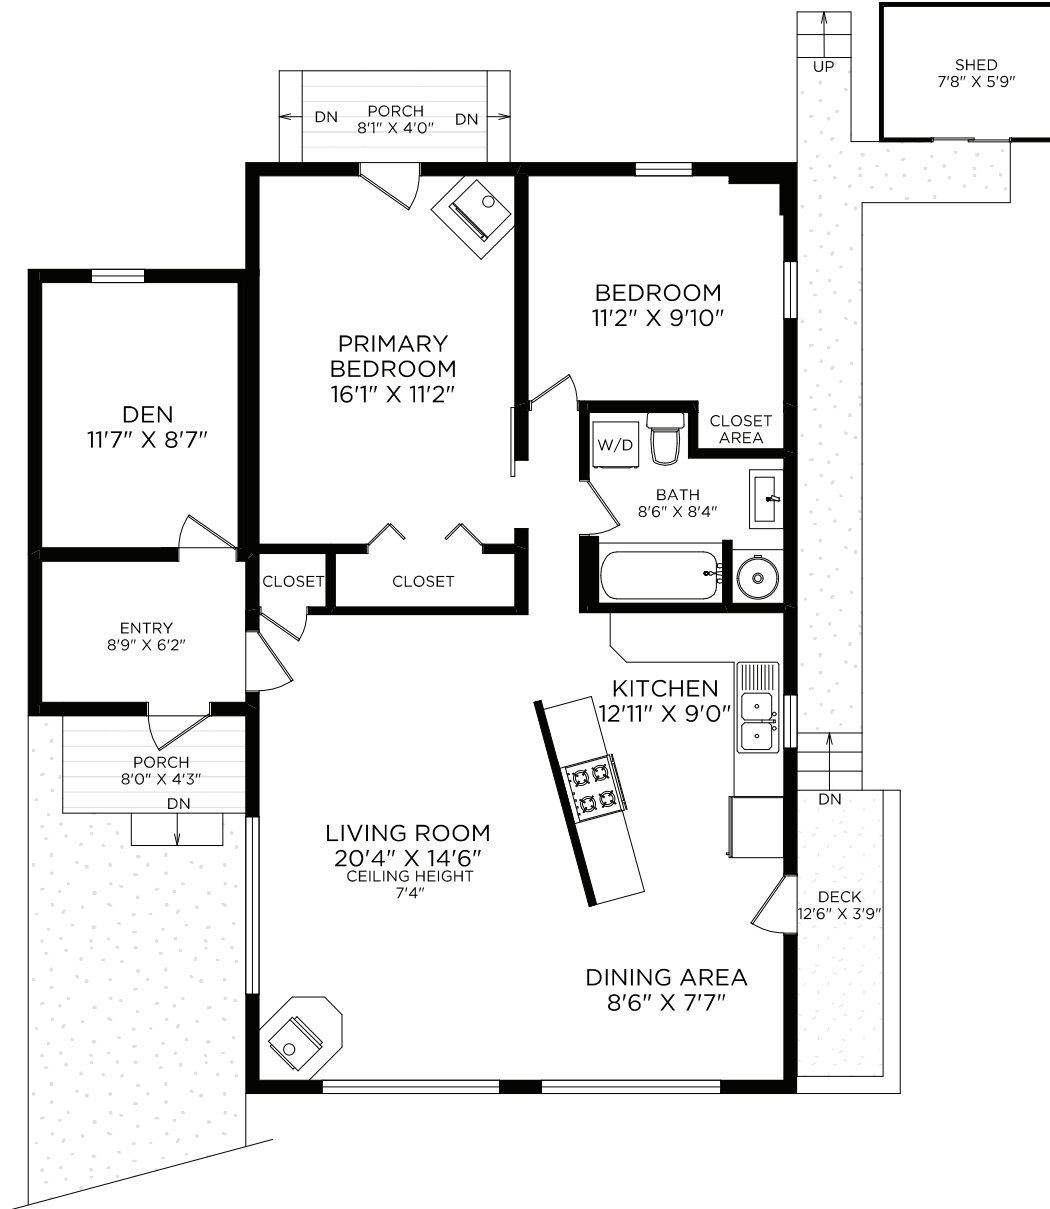 UP
SHED
7'8" X 5'9"
DN
PORCH
8'1" X 4'0"
DN
BEDROOM
11'2" X 9'10"
PRIMARY
BEDROOM
16'1" X 11'2"
DEN
11'7" X 8'7"
CLOSET
AREA
W/D
BATH
8'6" X 8'4"
CLOSET
CLOSET
ENTRY
8'9" X 6'2"
KITCHEN
12'11" X 9'0"
PORCH
8'0" X 4'3"
DN
DN
LIVING ROOM
20'4" X 14'6"
CEILING HEIGHT
7'4"
DECK
12'6" X 3'9"
DINING AREA
8'6" X 7'7"